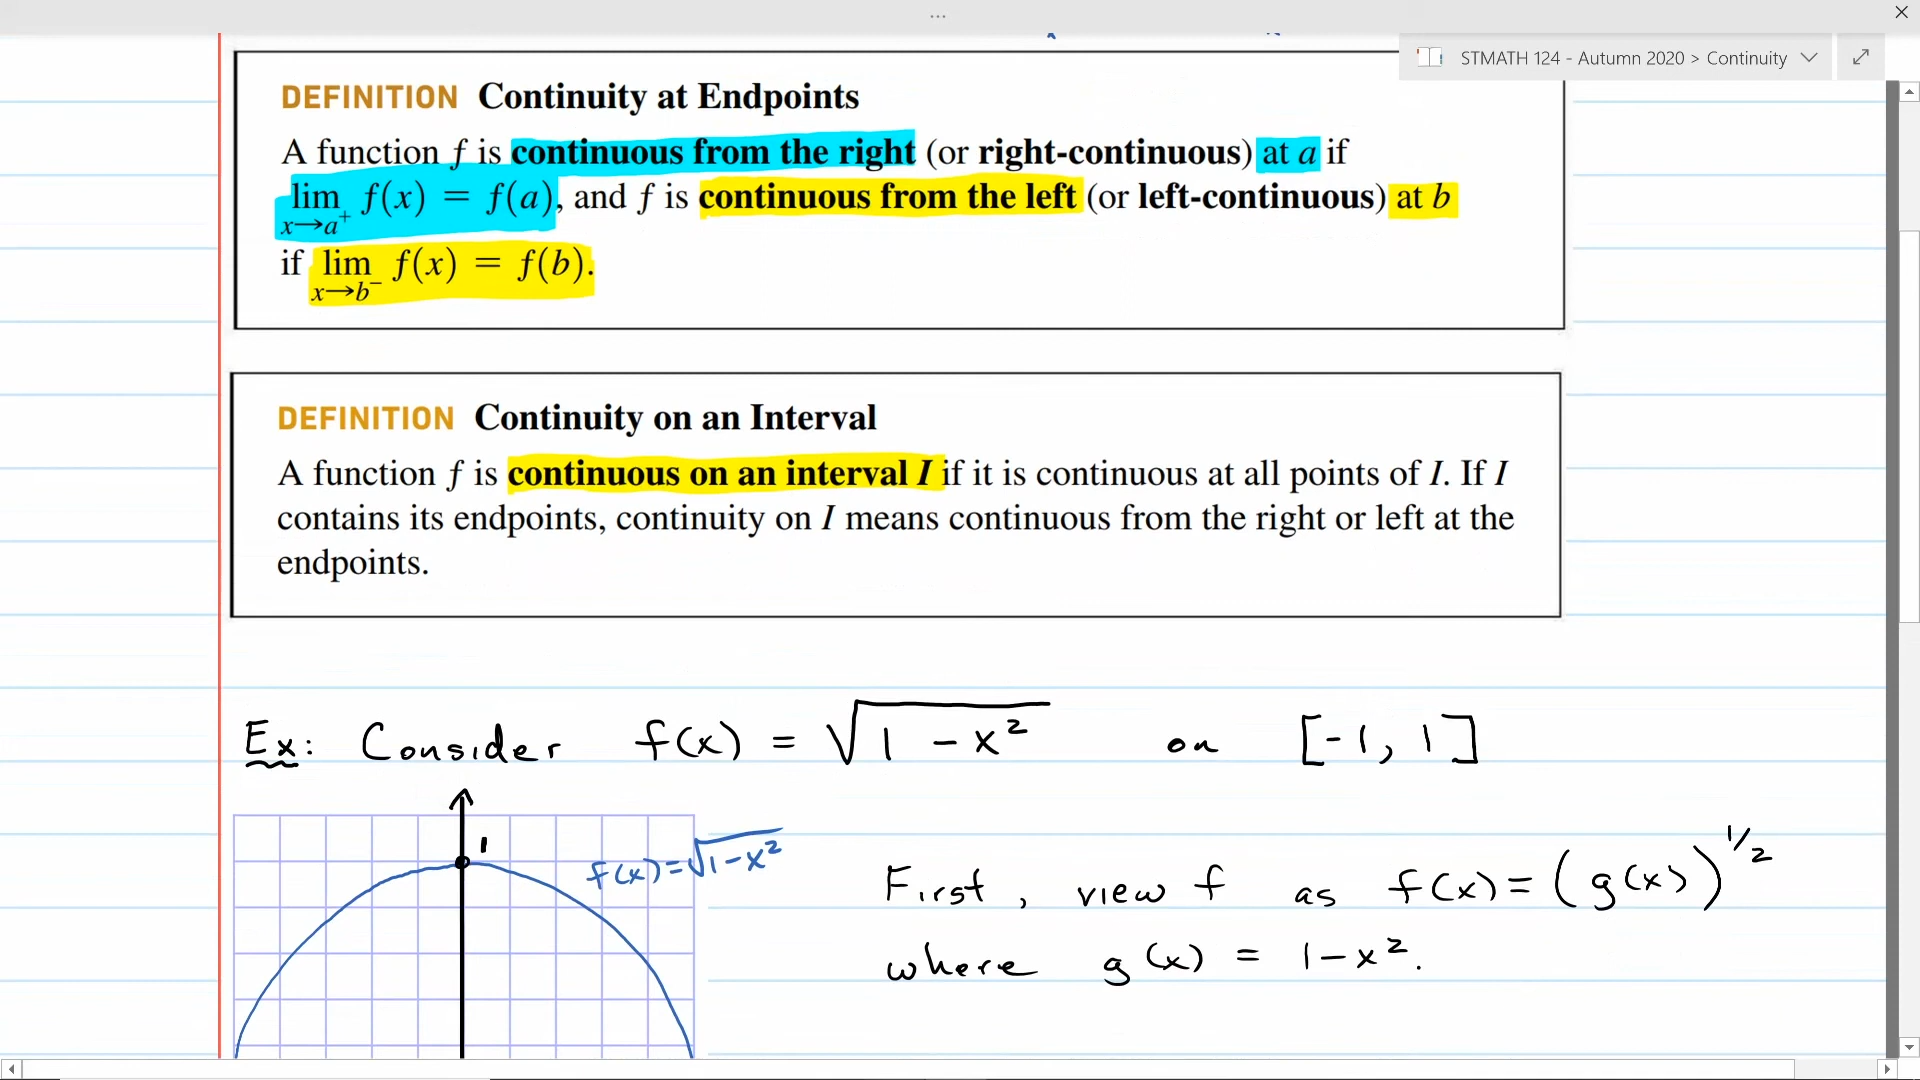 ...
STMATH 124 - Autumn 2020 > Continuity
DEFINITION Continuity at Endpoints
A function f is continuous from the right (or right-continuous) at a if
lim x→a⁺ f(x) = f(a), and f is continuous from the left (or left-continuous) at b
if lim x→b⁻ f(x) = f(b).
DEFINITION Continuity on an Interval
A function f is continuous on an interval I if it is continuous at all points of I. If I
contains its endpoints, continuity on I means continuous from the right or left at the
endpoints.
Ex: Consider f(x) = √(1 - x²) on [-1, 1]
1
f(x) = √(1-x²)
First, view f as f(x) = (g(x))^1/2
where g(x) = 1-x².